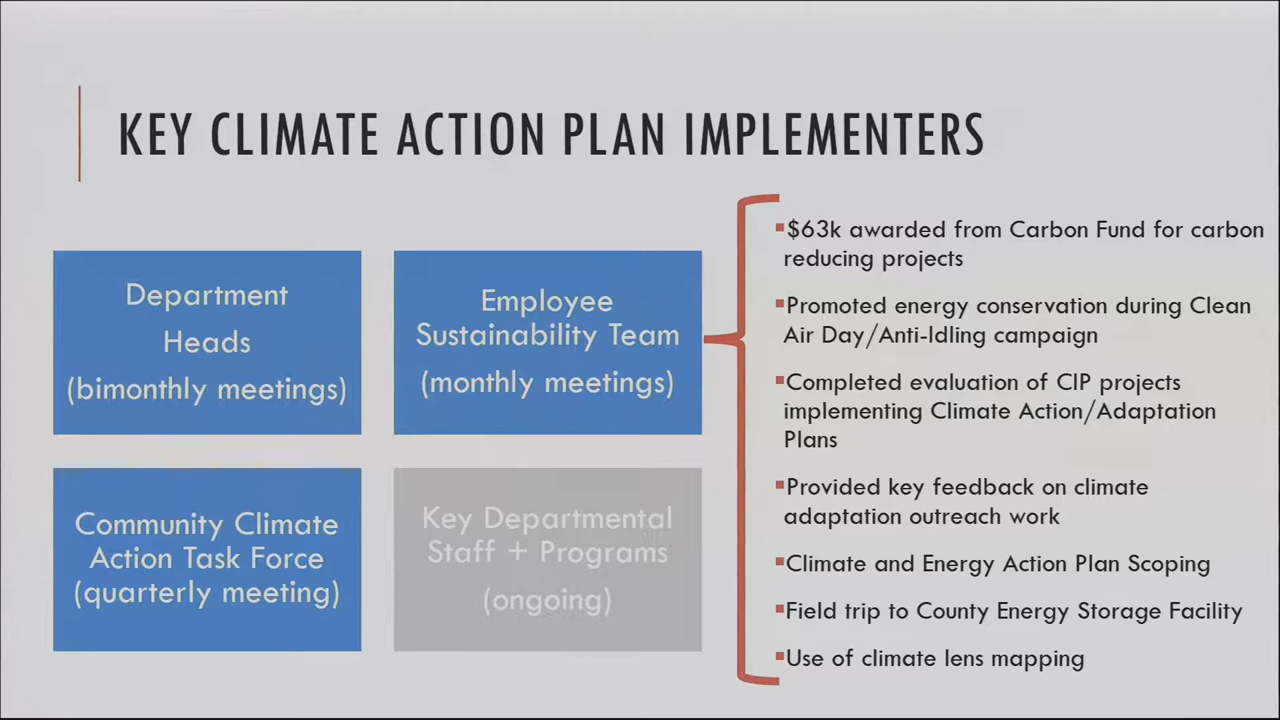 KEY CLIMATE ACTION PLAN IMPLEMENTERS
Department
Heads
(bimonthly meetings)
Employee
Sustainability Team
(monthly meetings)
Community Climate
Action Task Force
(quarterly meeting)
Key Departmental
Staff + Programs
(ongoing)
▪$63k awarded from Carbon Fund for carbon
reducing projects
▪Promoted energy conservation during Clean
Air Day/Anti-Idling campaign
▪Completed evaluation of CIP projects
implementing Climate Action/Adaptation
Plans
▪Provided key feedback on climate
adaptation outreach work
▪Climate and Energy Action Plan Scoping
▪Field trip to County Energy Storage Facility
▪Use of climate lens mapping